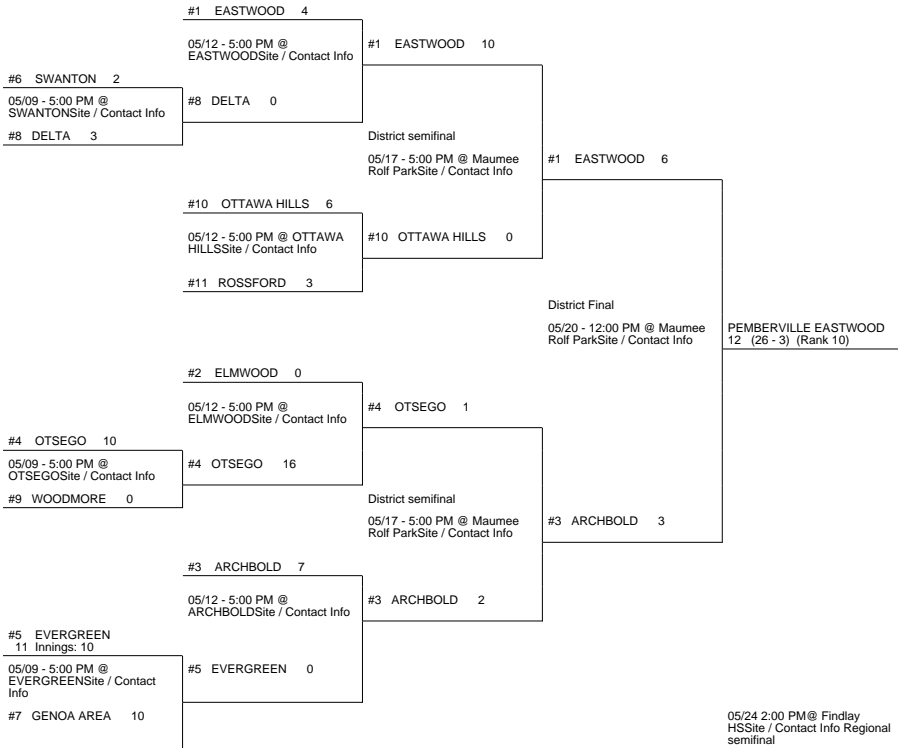 #1 EASTWOOD 4
05/12 - 5:00 PM @
EASTWOODSite / Contact Info
#1 EASTWOOD 10
#6 SWANTON 2
05/09 - 5:00 PM @
SWANTONSite / Contact Info
#8 DELTA 0
#8 DELTA 3
District semifinal
05/17 - 5:00 PM @ Maumee
Rolf ParkSite / Contact Info
#1 EASTWOOD 6
#10 OTTAWA HILLS 6
05/12 - 5:00 PM @ OTTAWA
HILLSSite / Contact Info
#10 OTTAWA HILLS 0
#11 ROSSFORD 3
District Final
05/20 - 12:00 PM @ Maumee
Rolf ParkSite / Contact Info
PEMBERVILLE EASTWOOD
12 (26 - 3) (Rank 10)
#2 ELMWOOD 0
05/12 - 5:00 PM @
ELMWOODSite / Contact Info
#4 OTSEGO 1
#4 OTSEGO 10
05/09 - 5:00 PM @
OTSEGOSite / Contact Info
#4 OTSEGO 16
#9 WOODMORE 0
District semifinal
05/17 - 5:00 PM @ Maumee
Rolf ParkSite / Contact Info
#3 ARCHBOLD 3
#3 ARCHBOLD 7
05/12 - 5:00 PM @
ARCHBOLDSite / Contact Info
#3 ARCHBOLD 2
#5 EVERGREEN
11 Innings: 10
05/09 - 5:00 PM @
EVERGREENSite / Contact
Info
#5 EVERGREEN 0
#7 GENOA AREA 10
05/24 2:00 PM@ Findlay
HSSite / Contact Info Regional
semifinal